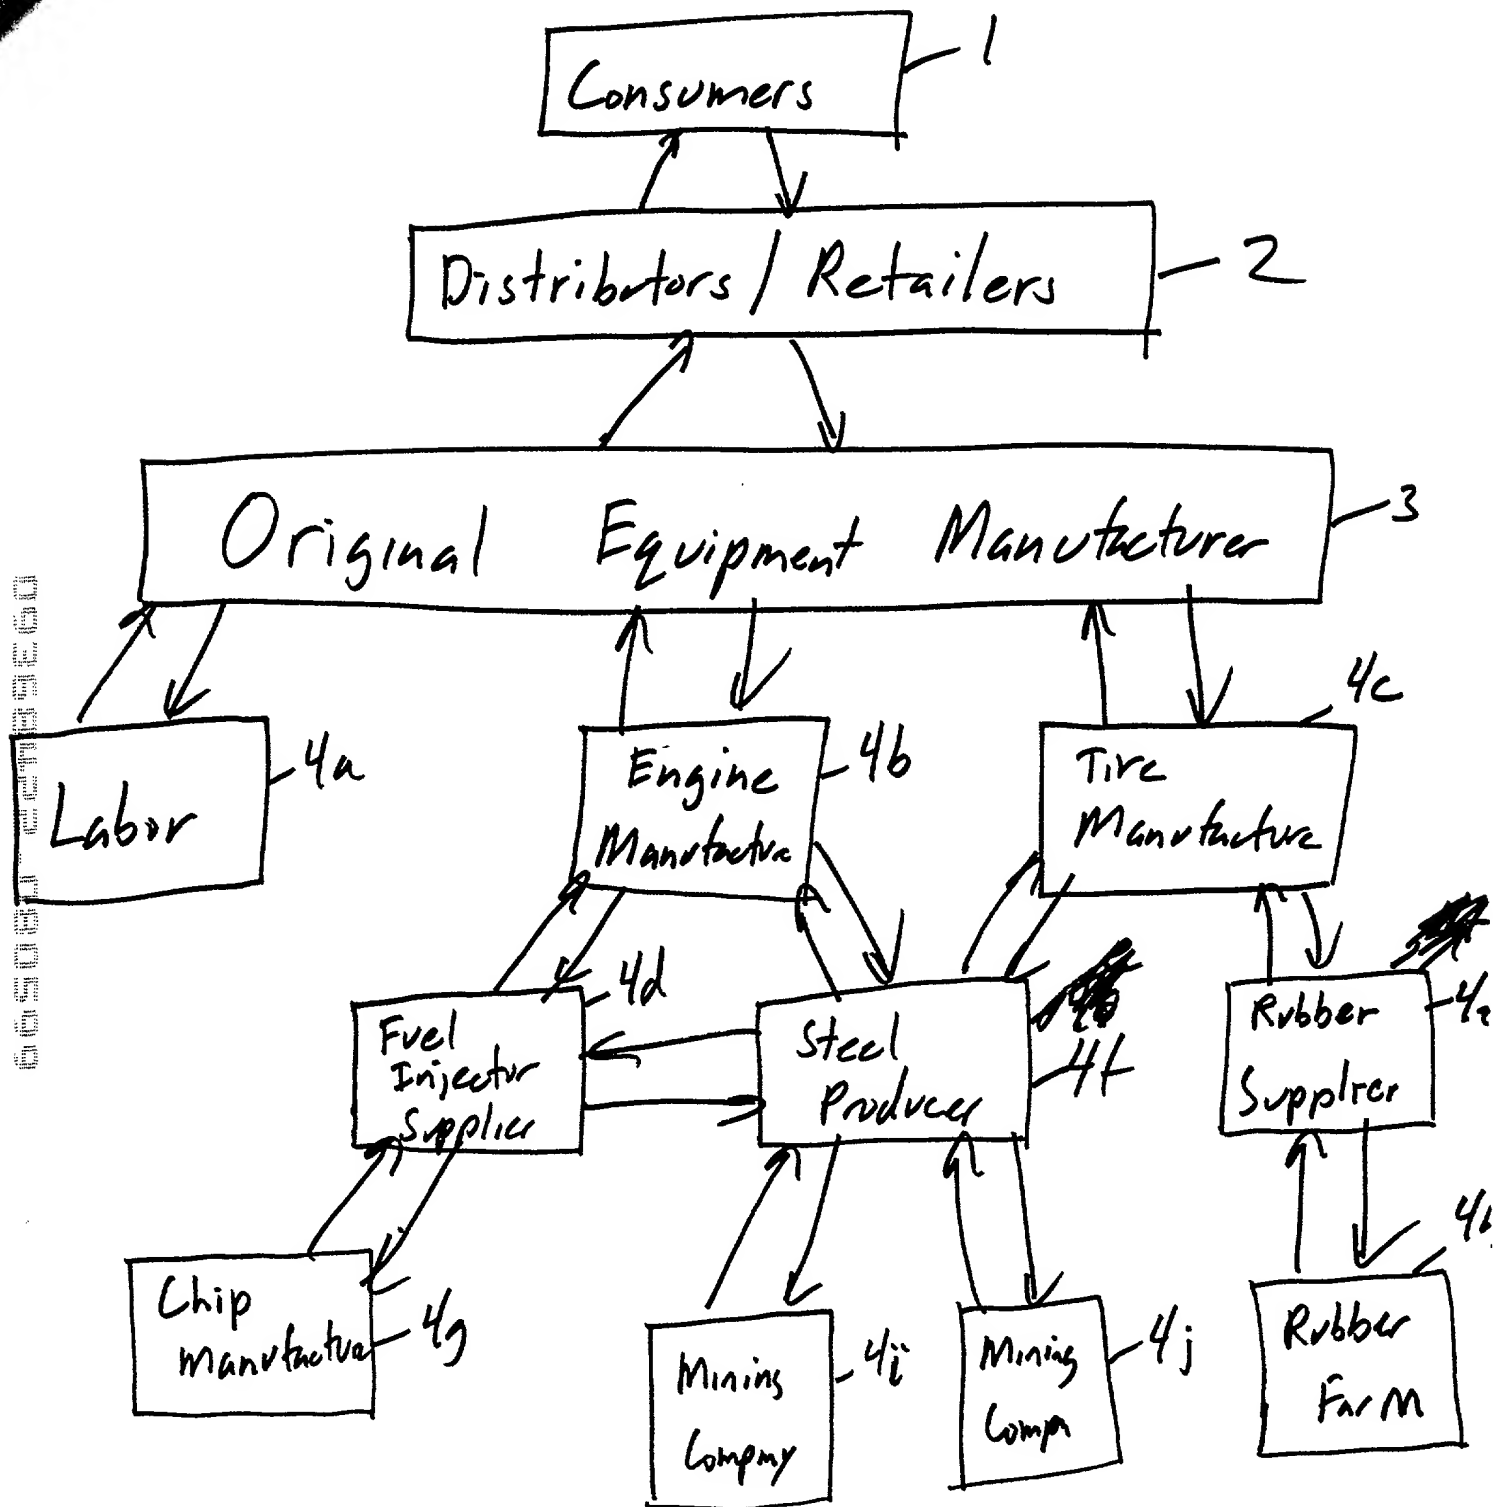 Consumers
1
Distributors / Retailers
2
Original Equipment Manufacturer
3
Labor
4a
Engine
Manufacture
4b
Tire
Manufacture
4c
Fuel
Injector
Supplier
4d
Steel
Producer
4f
Rubber
Supplier
Chip
Manufacture
4g
Mining
Company
4i
Mining
4j
Rubber
Farm